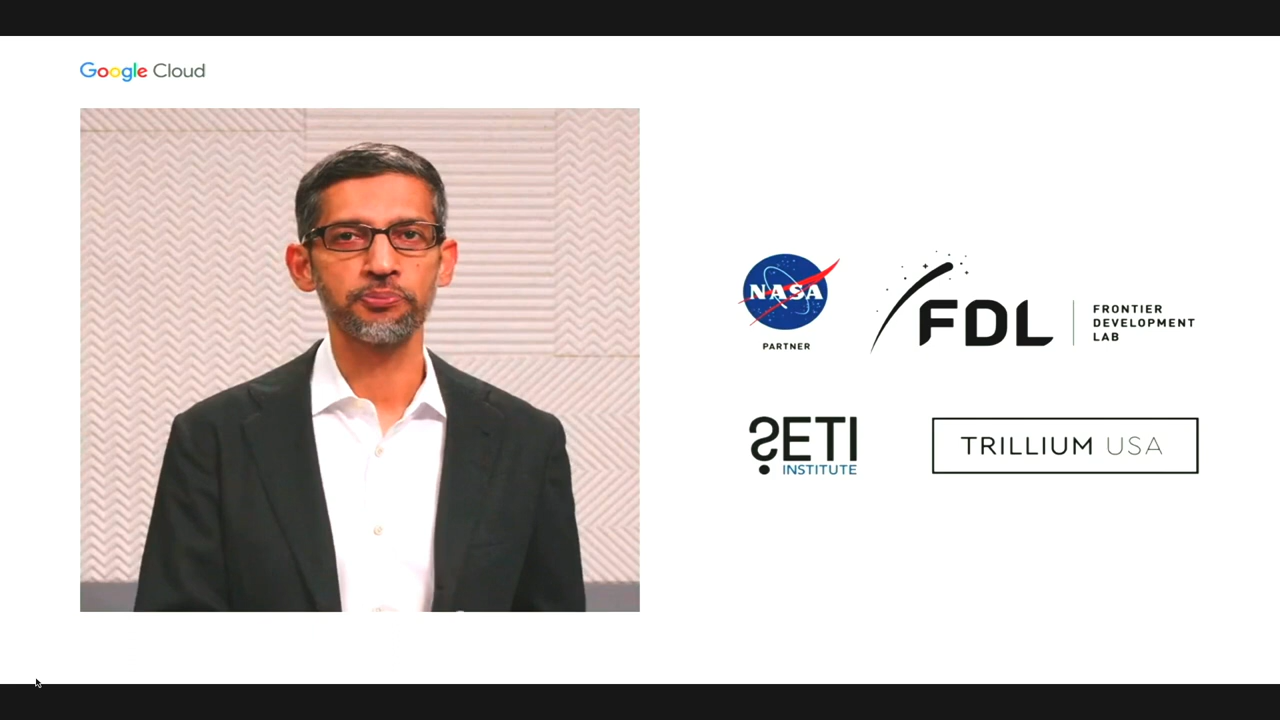 Google Cloud
NASA
PARTNER
FDL
FRONTIER
DEVELOPMENT
LAB
SETI
INSTITUTE
TRILLIUM USA